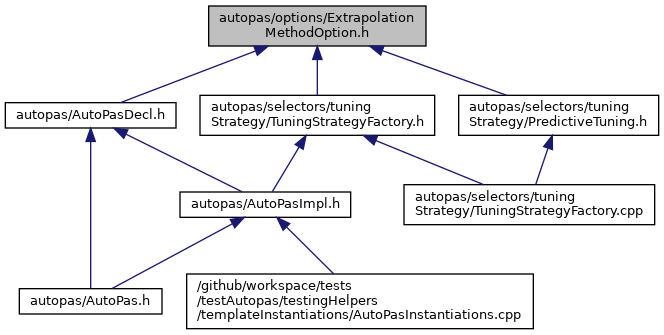 autopas/options/Extrapolation
MethodOption.h
autopas/AutoPasDecl.h
autopas/selectors/tuning
Strategy/TuningStrategyFactory.h
autopas/selectors/tuning
Strategy/PredictiveTuning.h
autopas/AutoPasImpl.h
autopas/selectors/tuning
Strategy/TuningStrategyFactory.cpp
autopas/AutoPas.h
/github/workspace/tests
/testAutopas/testingHelpers
/templateInstantiations/AutoPasInstantiations.cpp